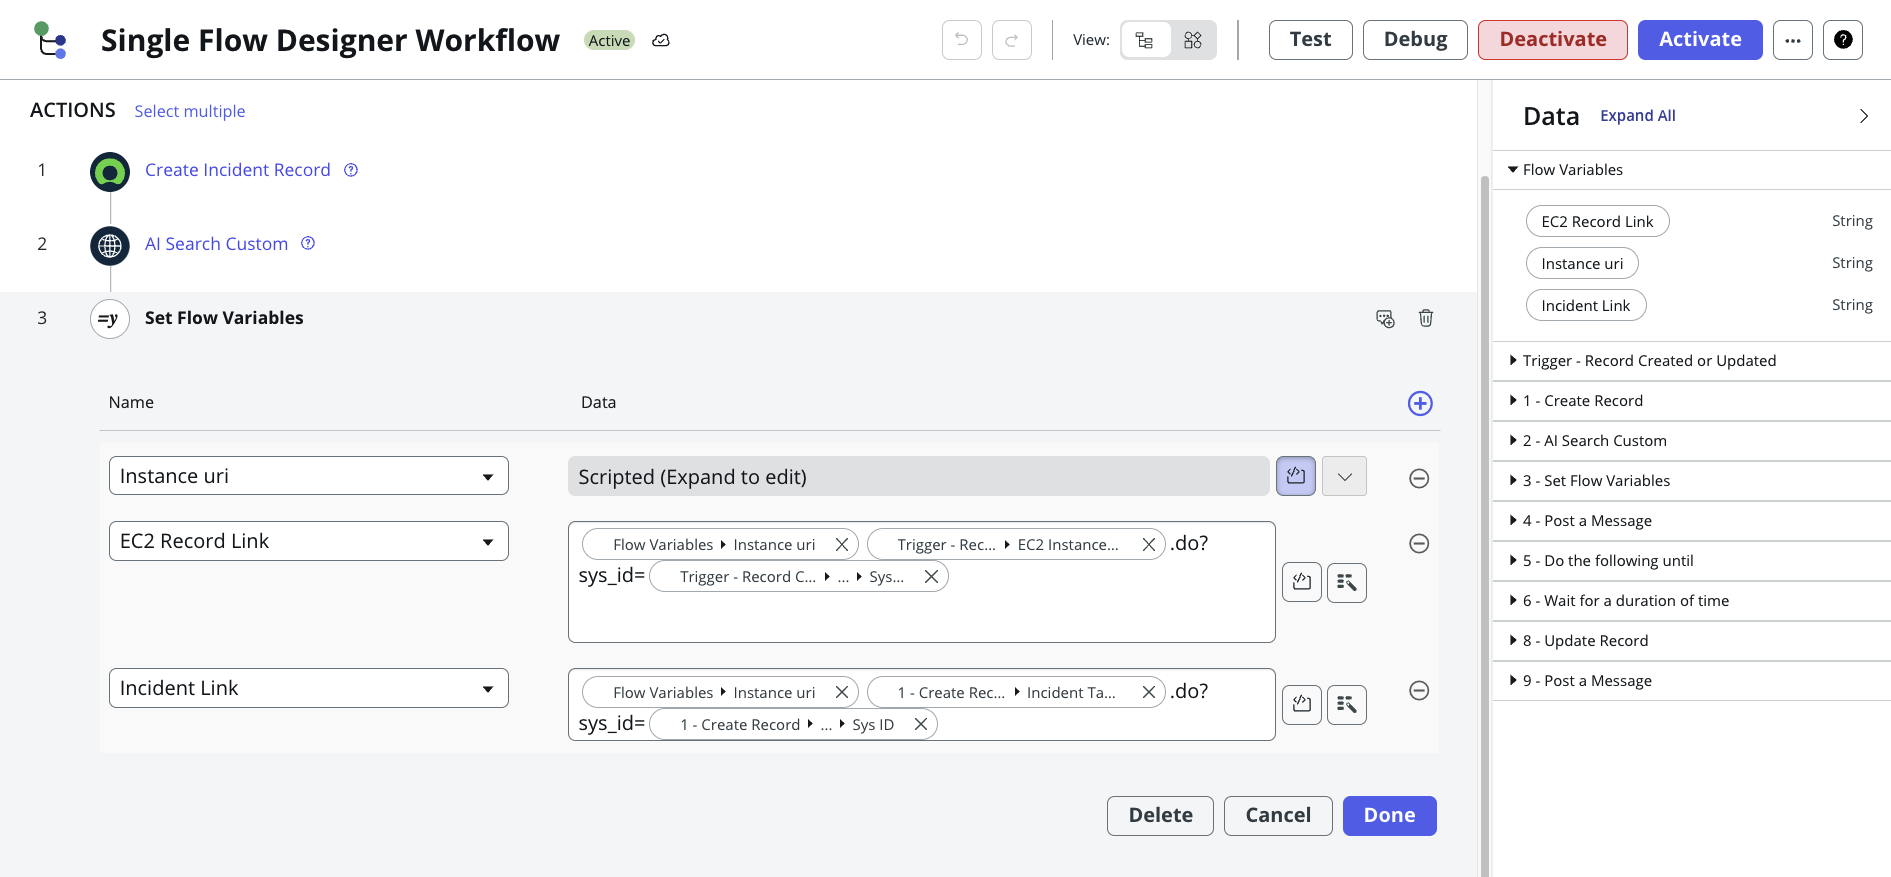 Single Flow Designer Workflow Active View: Test Debug Deactivate Activate ...
ACTIONS Select multiple
1 Create Incident Record
2 AI Search Custom
3 =y Set Flow Variables
Name Data
Instance uri Scripted (Expand to edit)
EC2 Record Link Flow Variables Instance uri Trigger - Rec... EC2 Instance... .do?
sys_id= Trigger - Record C... ... Sys...
Incident Link Flow Variables Instance uri 1 - Create Rec... Incident Ta... .do?
sys_id= 1 - Create Record ... Sys ID
Delete Cancel Done
Data Expand All
Flow Variables
EC2 Record Link String
Instance uri String
Incident Link String
Trigger - Record Created or Updated
1 - Create Record
2 - AI Search Custom
3 - Set Flow Variables
4 - Post a Message
5 - Do the following until
6 - Wait for a duration of time
8 - Update Record
9 - Post a Message